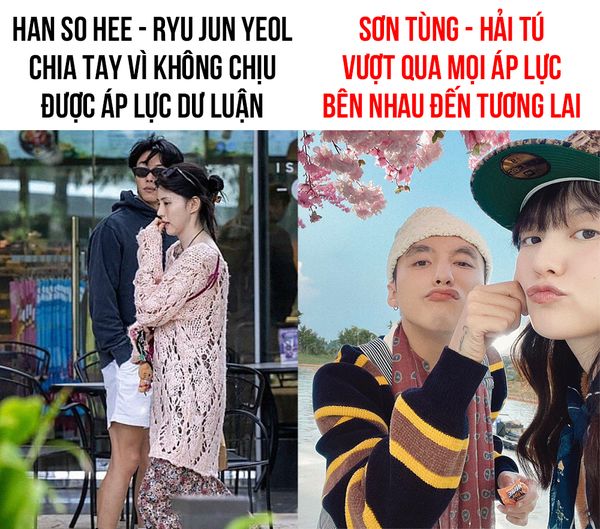 HAN SO HEE - RYU JUN YEOL
CHIA TAY VÌ KHÔNG CHỊU
ĐƯỢC ÁP LỰC DƯ LUẬN
SƠN TÙNG - HẢI TÚ
VƯỢT QUA MỌI ÁP LỰC
BÊN NHAU ĐẾN TƯƠNG LAI